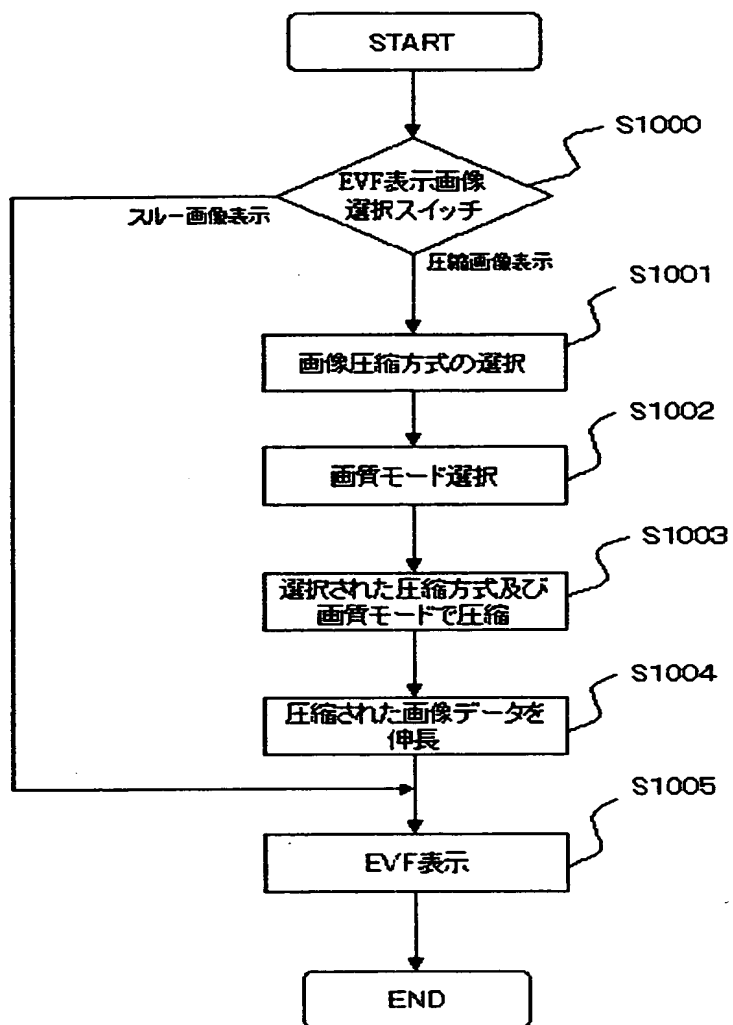 START
S1000
EVF表示画像
選択スイッチ
スルー画像表示
圧縮画像表示
S1001
画像圧縮方式の選択
S1002
画質モード選択
S1003
選択された圧縮方式及び
画質モードで圧縮
S1004
圧縮された画像データを
伸長
S1005
EVF表示
END